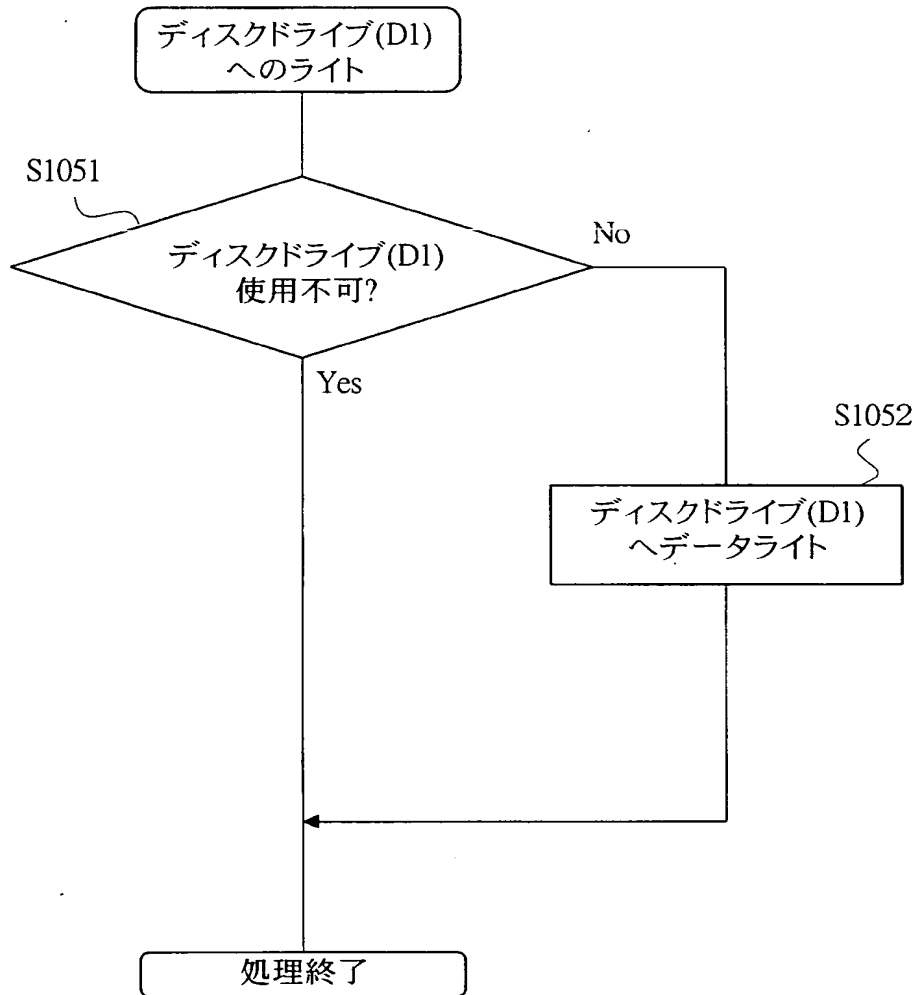 ディスクドライブ(D1)
へのライト
S1051
ディスクドライブ(D1)
使用不可?
No
Yes
S1052
ディスクドライブ(D1)
へデータライト
処理終了